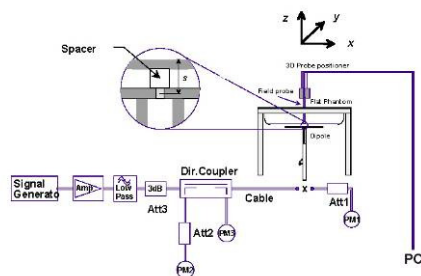 z
y
x
3D Probe positioner
Spacer
s
Field probe
Flat Phantom
Dipole
Signal
Generato
Amp
Low
Pass
3dB
Att3
Dir.Coupler
Cable
x
Att1
PM1
Att2
PM3
PM2
PC